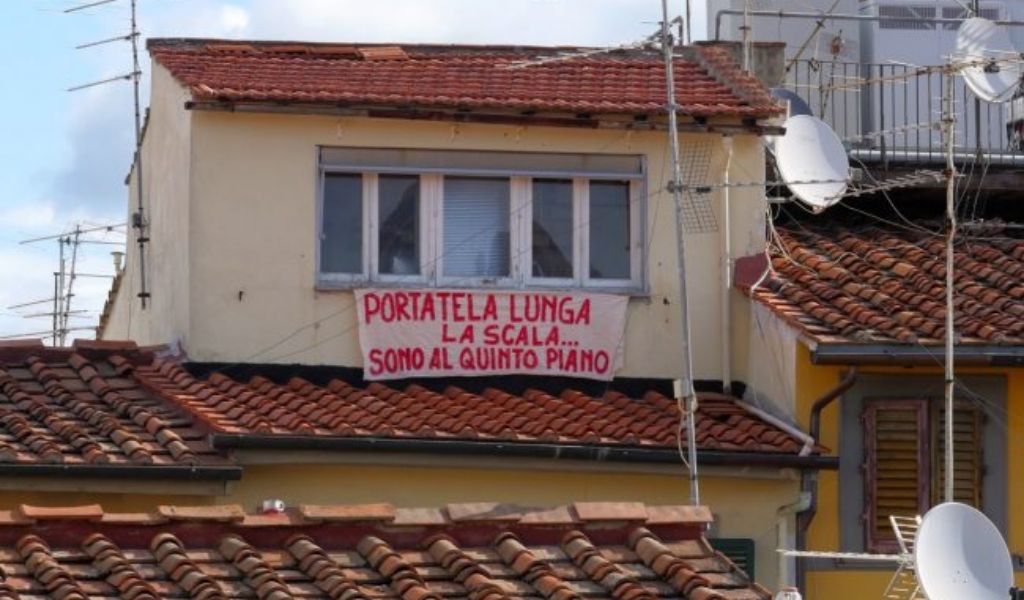 PORTATELA LUNGA
LA SCALA...
SONO AL QUINTO PIANO